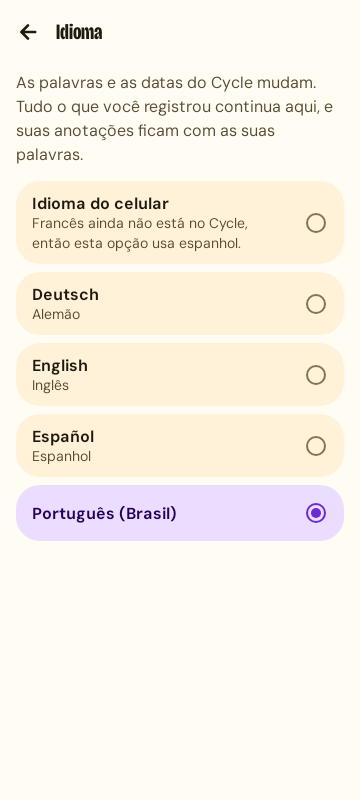 Idioma
As palavras e as datas do Cycle mudam.
Tudo o que você registrou continua aqui, e
suas anotações ficam com as suas
palavras.
Idioma do celular
Francês ainda não está no Cycle,
então esta opção usa espanhol.
Deutsch
Alemão
English
Inglês
Español
Espanhol
Português (Brasil)